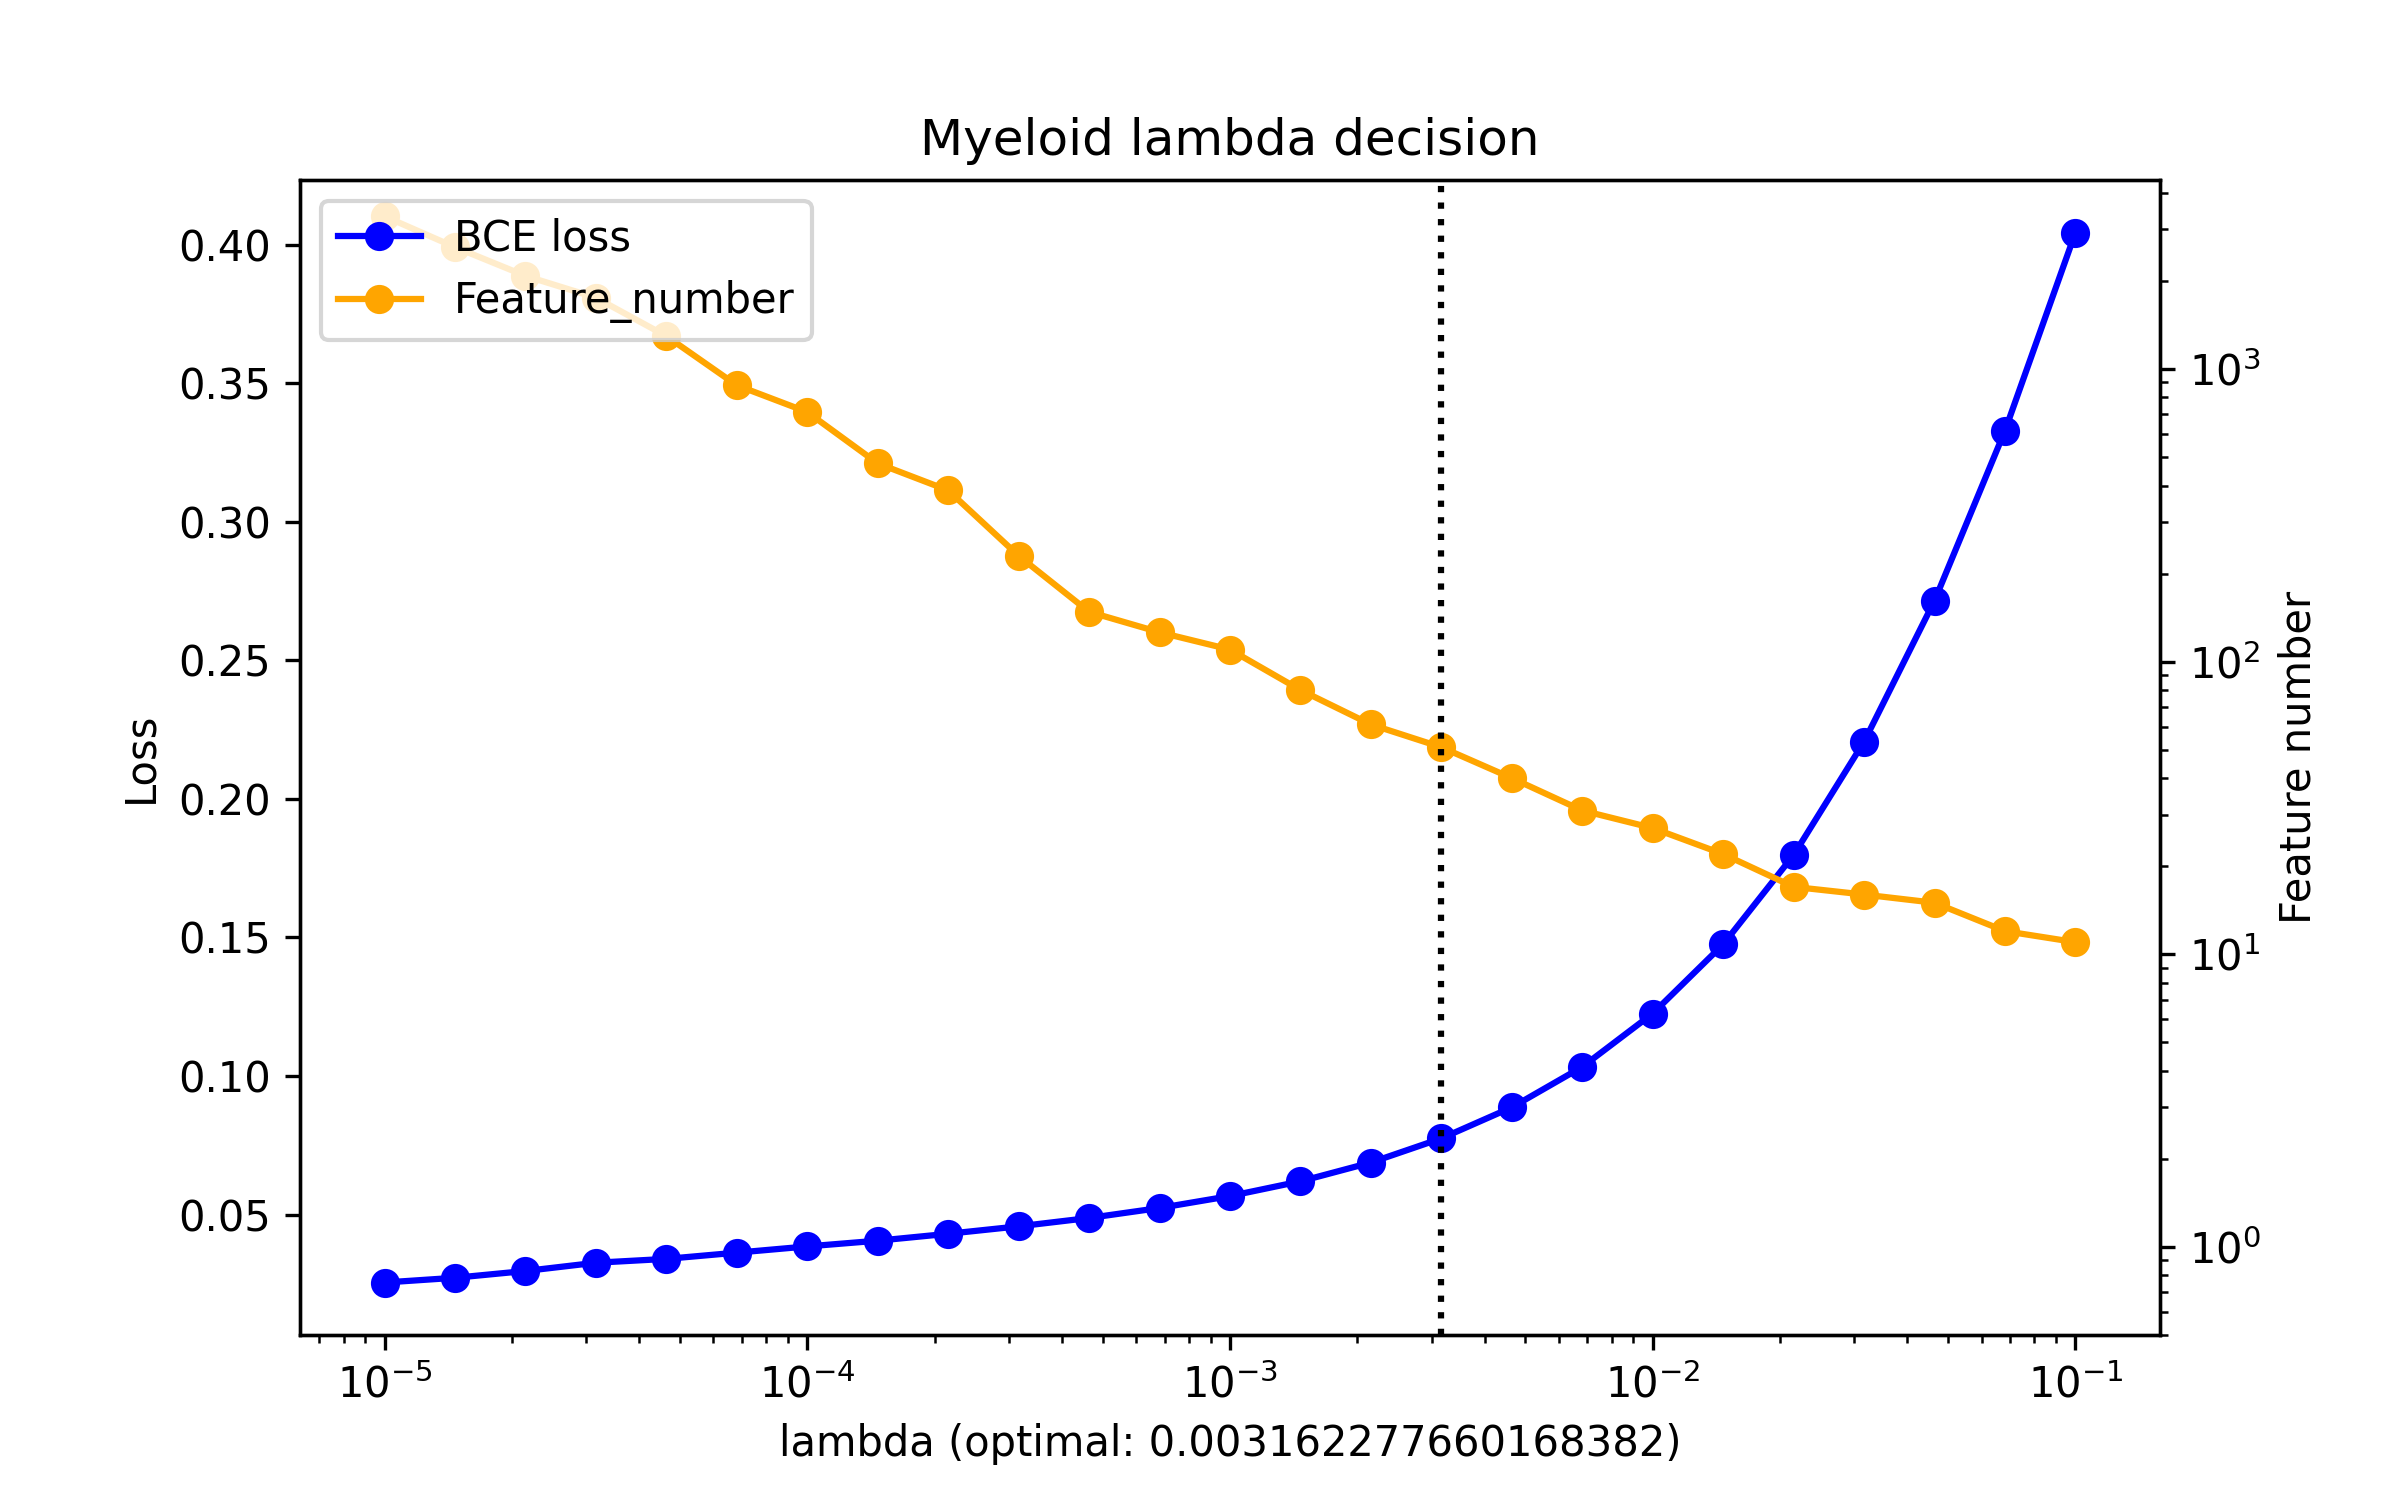 Myeloid lambda decision
BCE loss
Feature_number
0.40
0.35
0.30
0.25
0.20
0.15
0.10
0.05
Loss
10³
10²
10¹
10⁰
Feature number
10⁻⁵ 10⁻⁴ 10⁻³ 10⁻² 10⁻¹
lambda (optimal: 0.003162277660168382)